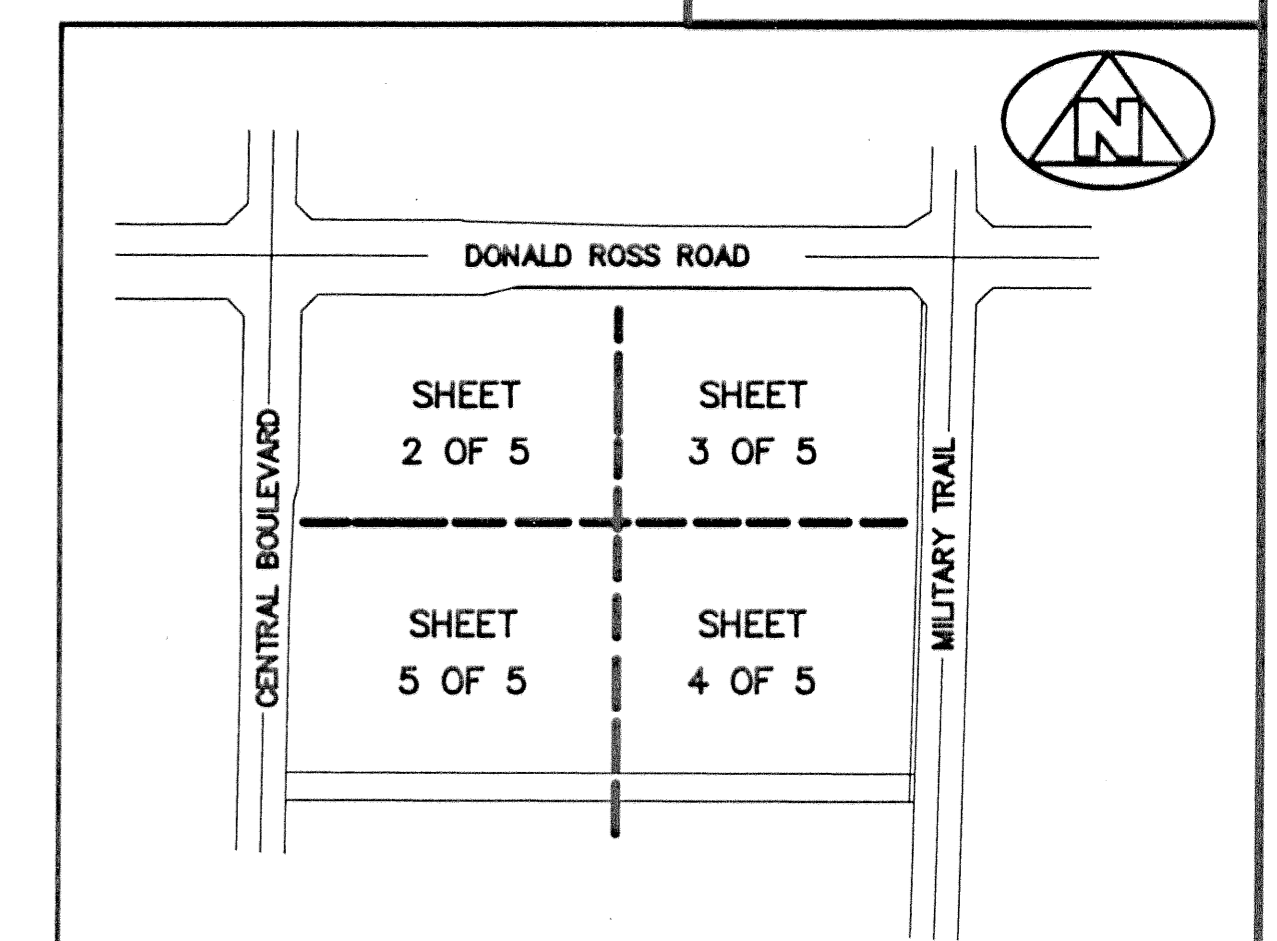 N
DONALD ROSS ROAD
SHEET
2 OF 5
SHEET
3 OF 5
CENTRAL BOULEVARD
MILITARY TRAIL
SHEET
5 OF 5
SHEET
4 OF 5